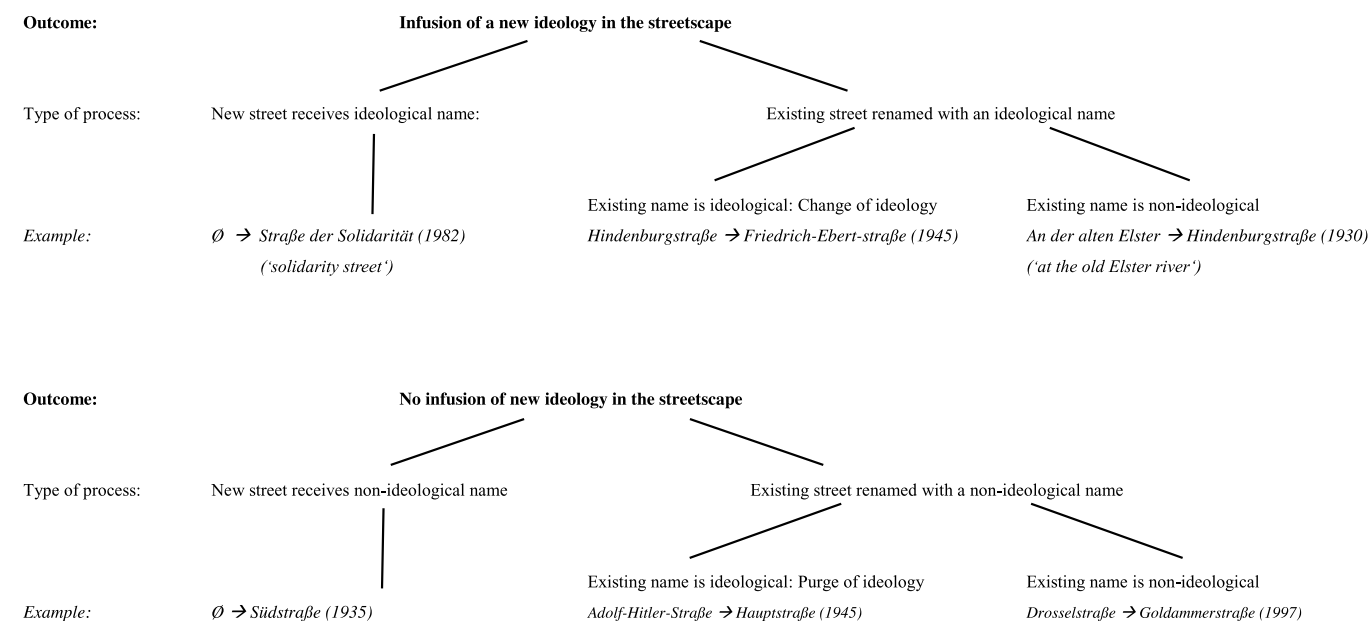 Outcome: Infusion of a new ideology in the streetscape
Type of process: New street receives ideological name: Existing street renamed with an ideological name
Existing name is ideological: Change of ideology Existing name is non-ideological
Example: Ø → Straße der Solidarität (1982) Hindenburgstraße → Friedrich-Ebert-straße (1945) An der alten Elster → Hindenburgstraße (1930)
(‘solidarity street‘) (‘at the old Elster river‘)
Outcome: No infusion of new ideology in the streetscape
Type of process: New street receives non-ideological name Existing street renamed with a non-ideological name
Existing name is ideological: Purge of ideology Existing name is non-ideological
Example: Ø → Südstraße (1935) Adolf-Hitler-Straße → Hauptstraße (1945) Drosselstraße → Goldammerstraße (1997)